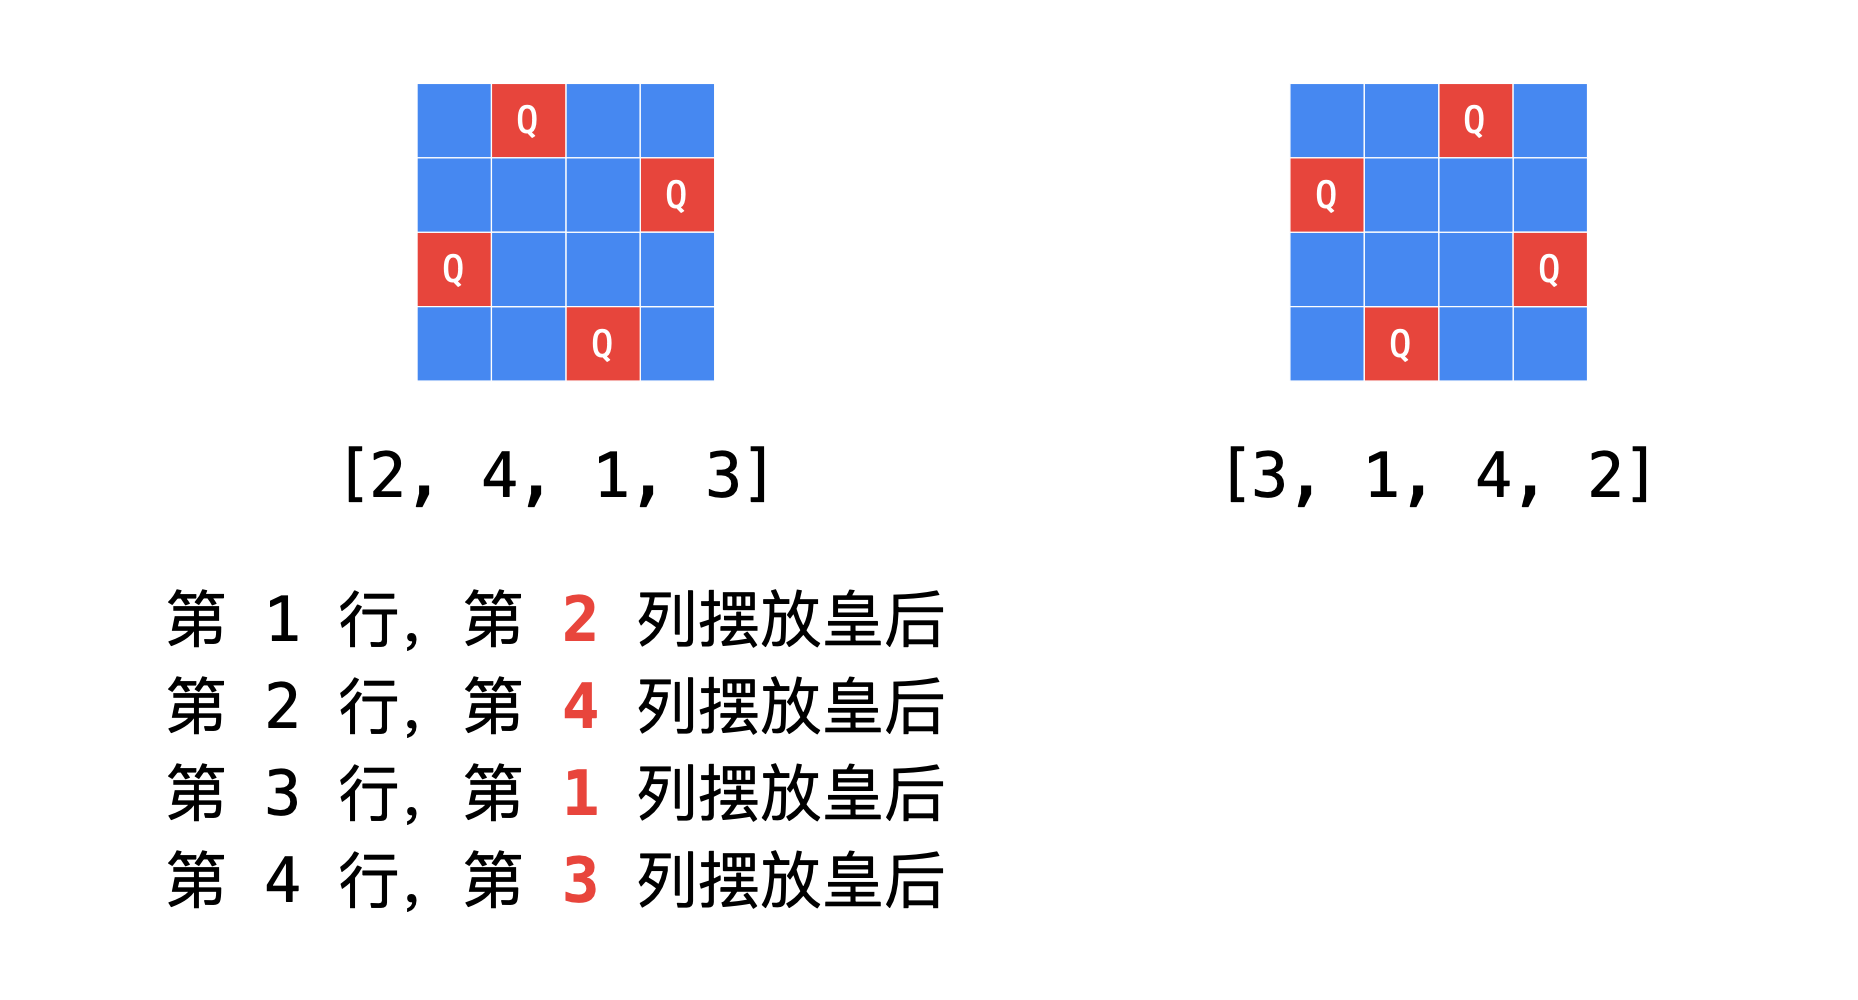 Q
Q
Q
Q
[2, 4, 1, 3]
第 1 行，第 2 列摆放皇后
第 2 行，第 4 列摆放皇后
第 3 行，第 1 列摆放皇后
第 4 行，第 3 列摆放皇后
Q
Q
Q
Q
[3, 1, 4, 2]